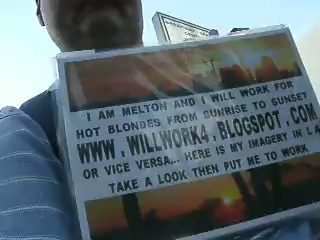 I AM MELTON AND I WILL WORK FOR
HOT BLONDES FROM SUNRISE TO SUNSET
WWW.WILLWORK4.BLOGSPOT.COM
OR VICE VERSA... HERE IS MY IMAGERY IN LA
TAKE A LOOK THEN PUT ME TO WORK